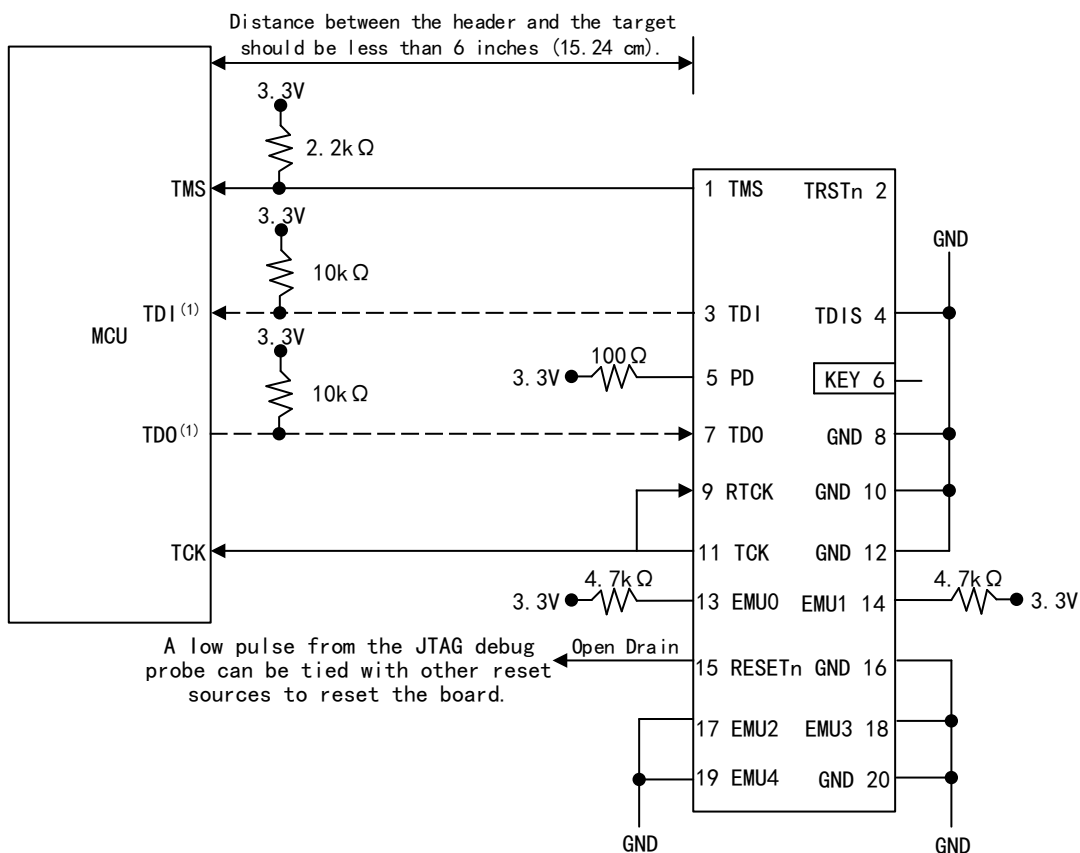 Distance between the header and the target
should be less than 6 inches (15.24 cm).
3.3V
2.2kΩ
TMS
1 TMS
TRSTn 2
3.3V
GND
10kΩ
TDI(1)
3 TDI
TDIS 4
MCU
3.3V
100Ω
3.3V
5 PD
KEY 6
10kΩ
TDO(1)
7 TDO
GND 8
9 RTCK
GND 10
TCK
11 TCK
GND 12
4.7kΩ
4.7kΩ
3.3V
13 EMU0
EMU1 14
3.3V
A low pulse from the JTAG debug
probe can be tied with other reset
sources to reset the board.
Open Drain
15 RESETn
GND 16
17 EMU2
EMU3 18
19 EMU4
GND 20
GND
GND